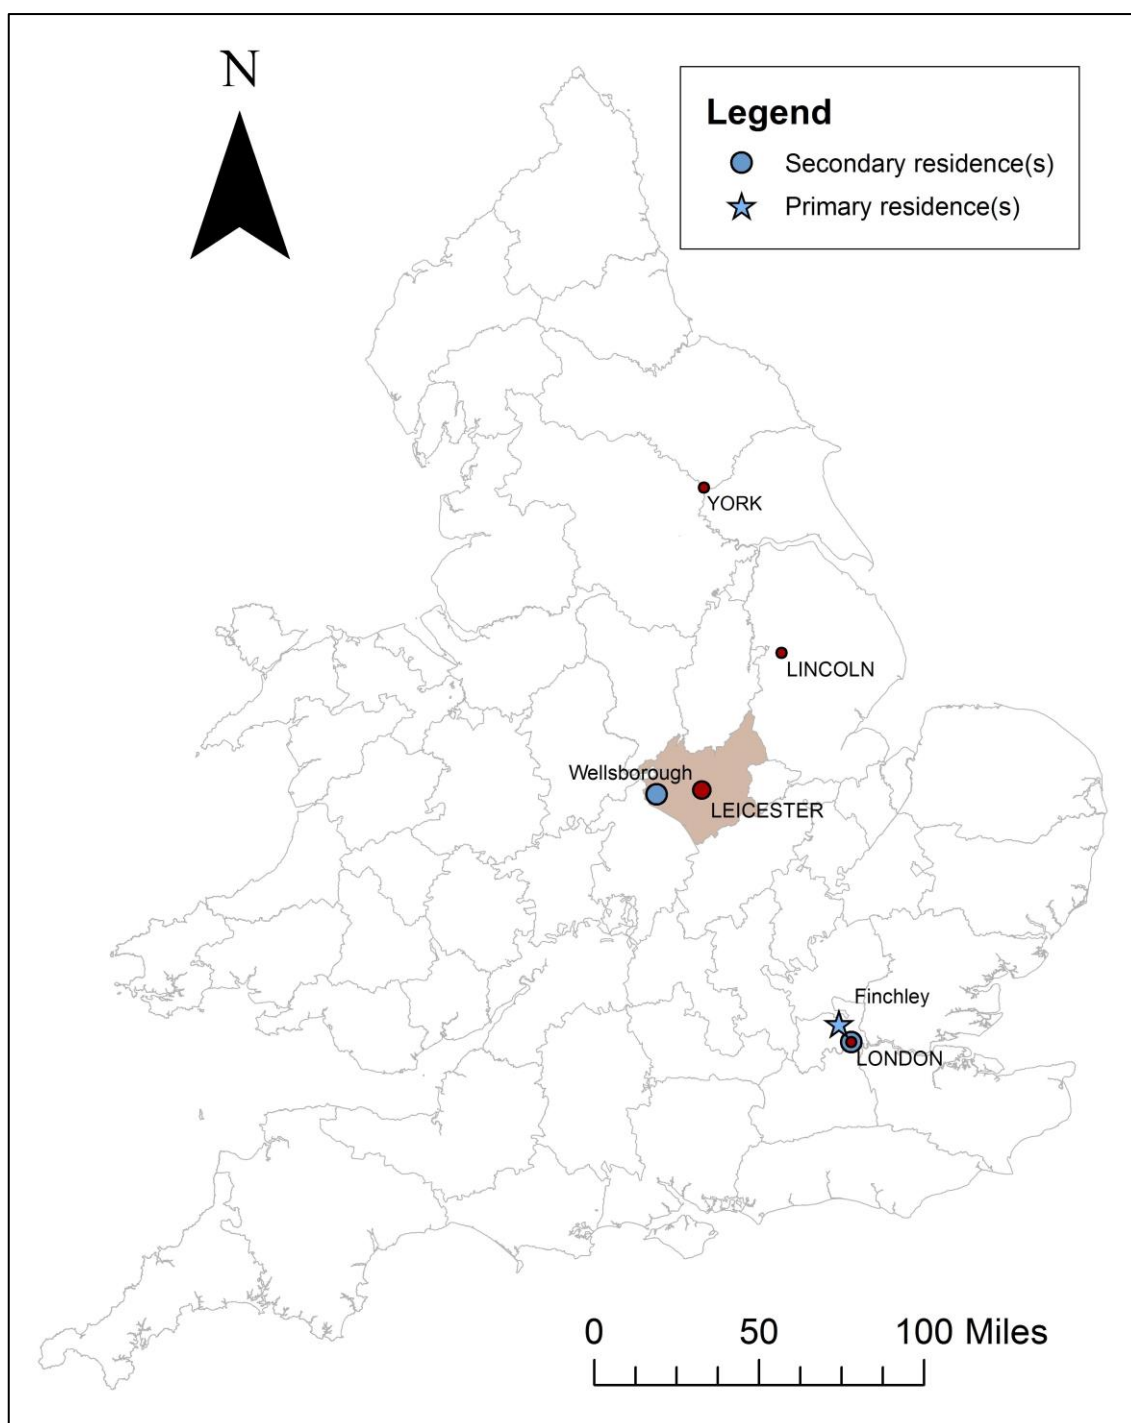 N
Legend
Secondary residence(s)
Primary residence(s)
YORK
LINCOLN
Wellsborough
LEICESTER
Finchley
LONDON
0 50 100 Miles